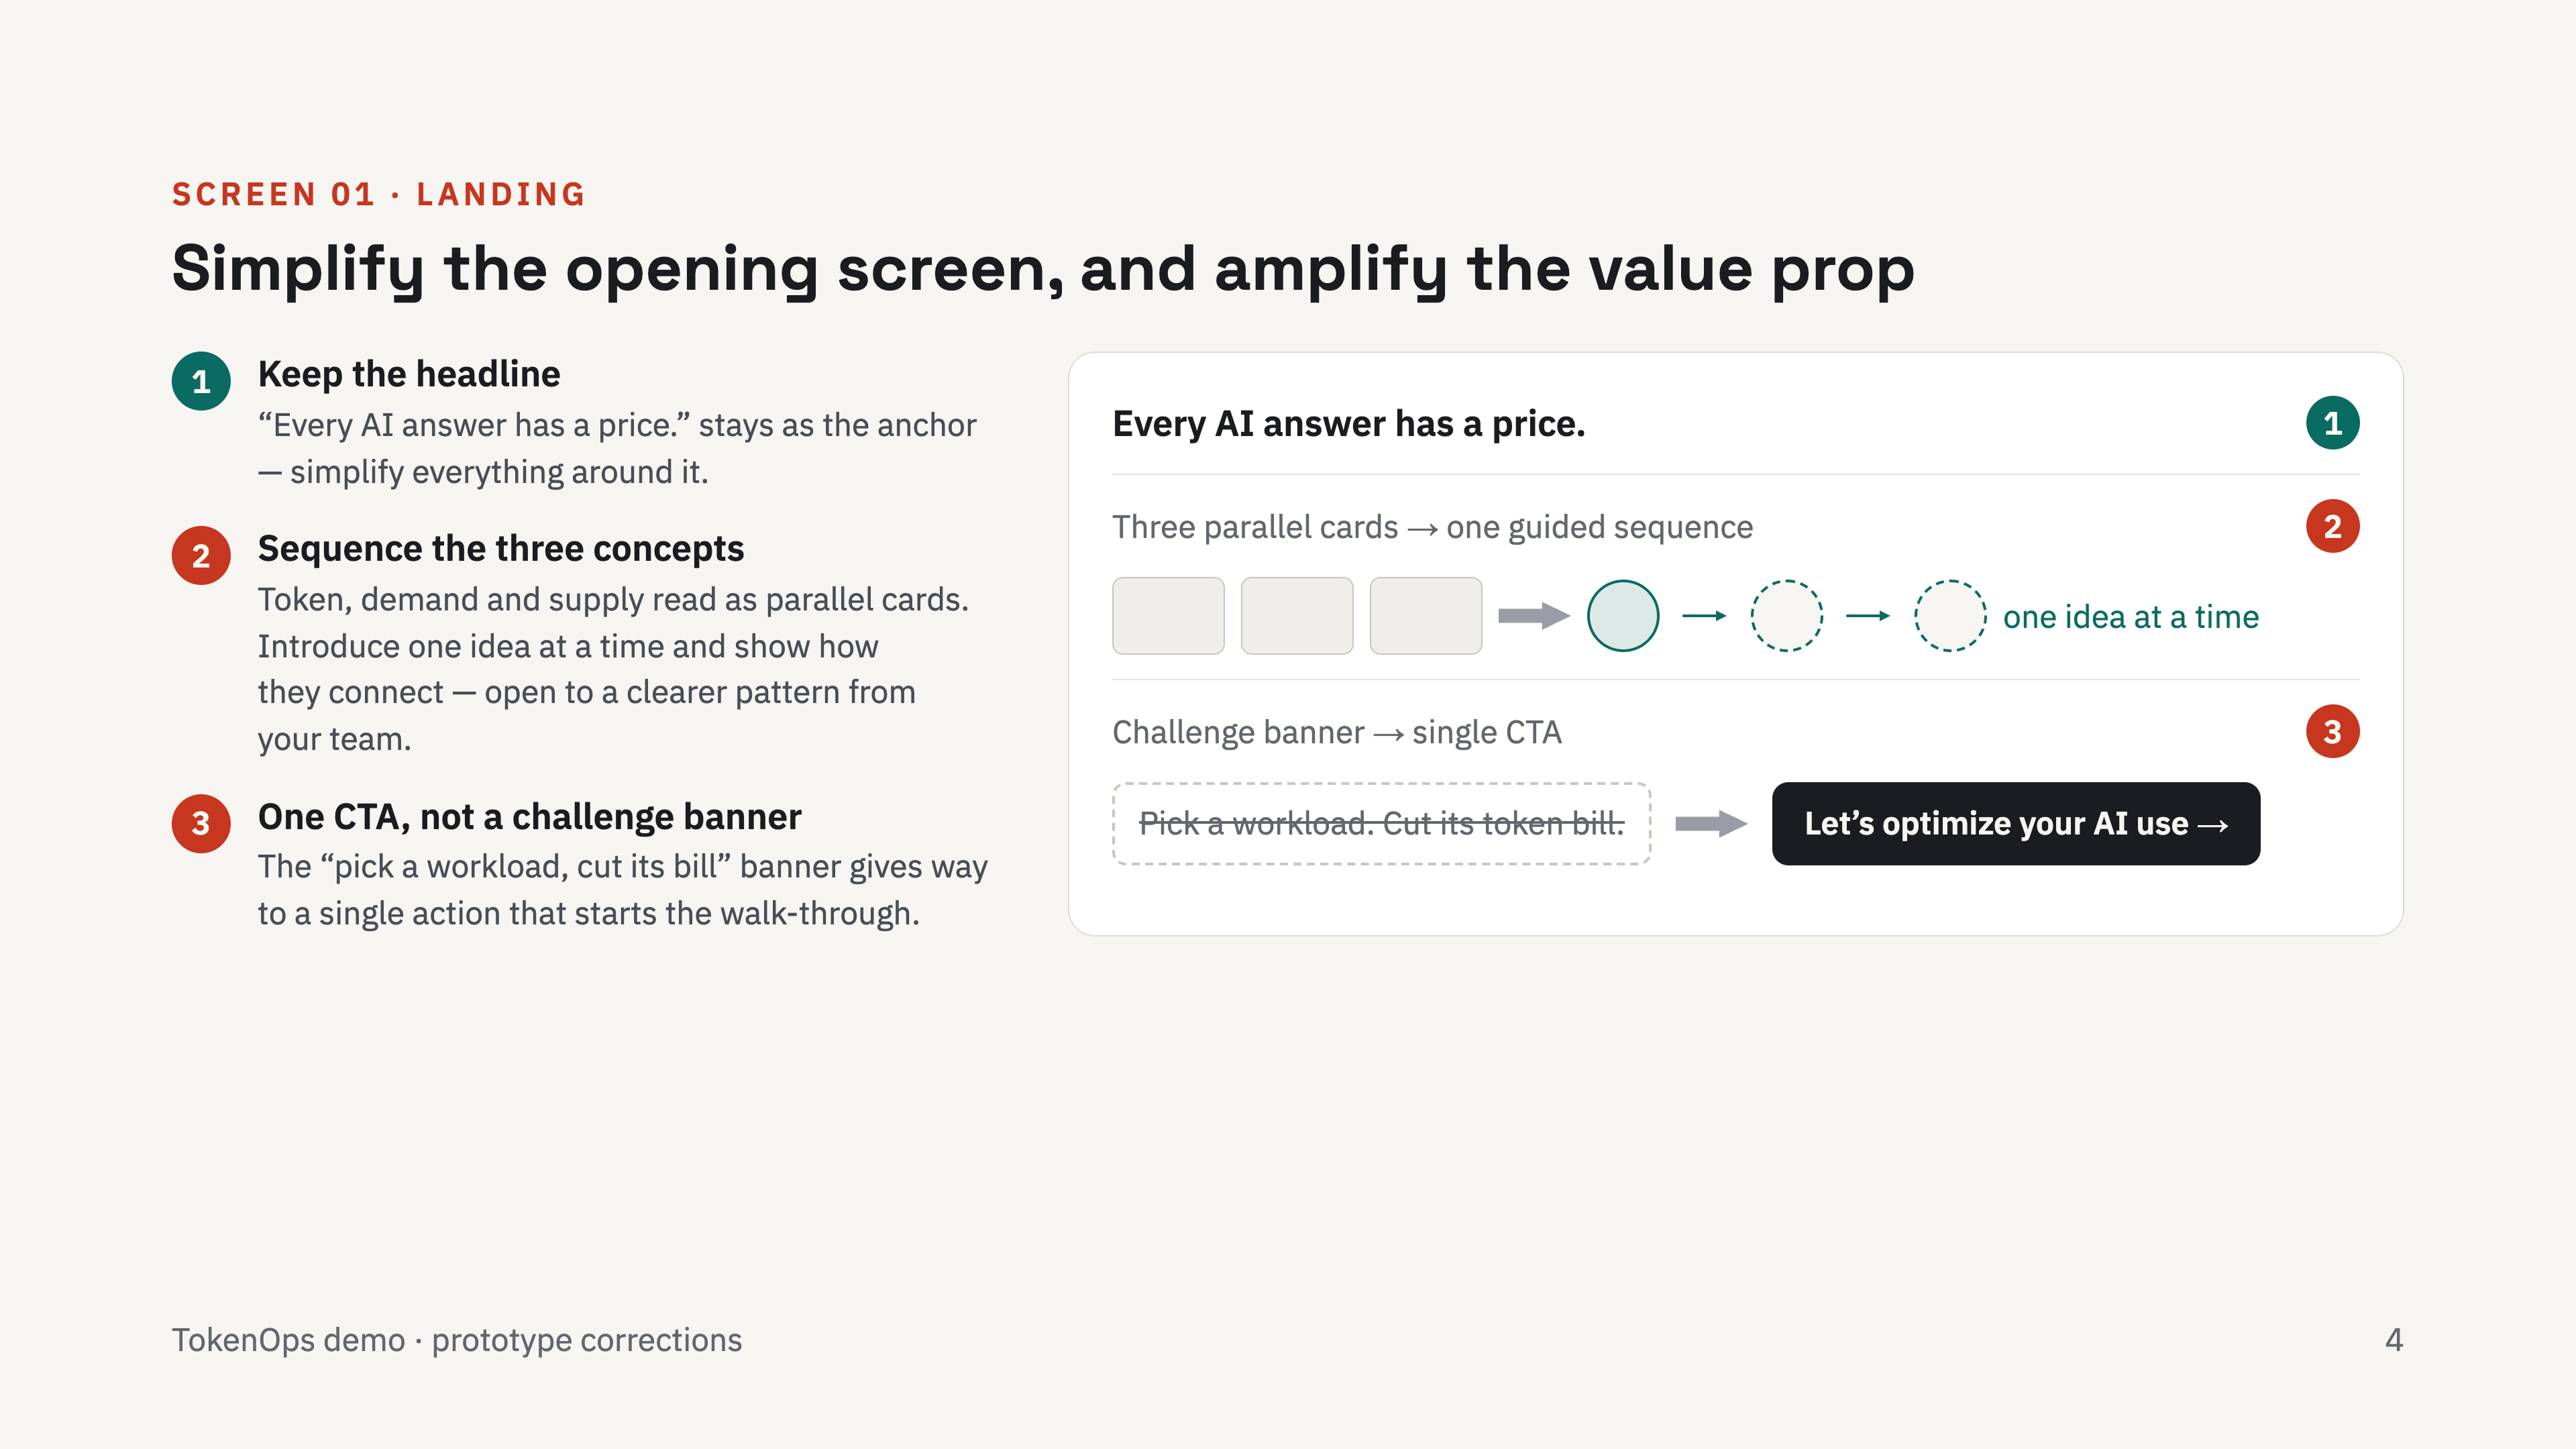 SCREEN 01 · LANDING
Simplify the opening screen, and amplify the value prop
1
Keep the headline
“Every AI answer has a price.” stays as the anchor
— simplify everything around it.
2
Sequence the three concepts
Token, demand and supply read as parallel cards.
Introduce one idea at a time and show how
they connect — open to a clearer pattern from
your team.
3
One CTA, not a challenge banner
The “pick a workload, cut its bill” banner gives way
to a single action that starts the walk-through.
Every AI answer has a price.
1
Three parallel cards → one guided sequence
2
one idea at a time
Challenge banner → single CTA
3
Pick a workload. Cut its token bill.
Let’s optimize your AI use →
TokenOps demo · prototype corrections
4